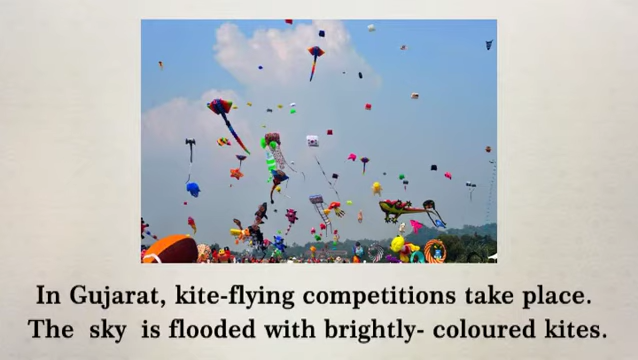 In Gujarat, kite-flying competitions take place.
The sky is flooded with brightly- coloured kites.